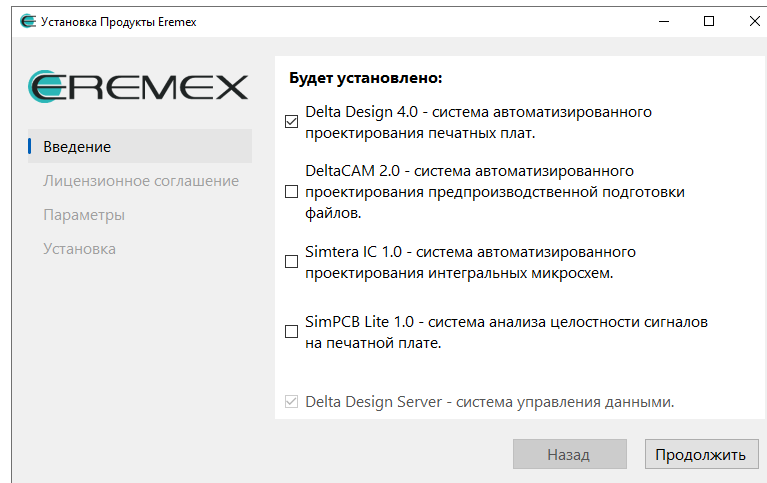 Установка Продукты Eremex
EREMEX
Введение
Лицензионное соглашение
Параметры
Установка
Будет установлено:
Delta Design 4.0 - система автоматизированного
проектирования печатных плат.
DeltaCAM 2.0 - система автоматизированного
проектирования предпроизводственной подготовки
файлов.
Simtera IC 1.0 - система автоматизированного
проектирования интегральных микросхем.
SimPCB Lite 1.0 - система анализа целостности сигналов
на печатной плате.
Delta Design Server - система управления данными.
Назад
Продолжить